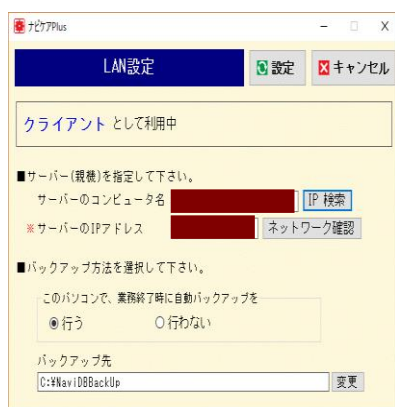 ナビケアPlus
LAN設定 設定 キャンセル
クライアント として利用中
■サーバー(親機)を指定して下さい。
サーバーのコンピュータ名 IP 検索
※サーバーのIPアドレス ネットワーク確認
■バックアップ方法を選択して下さい。
このパソコンで、業務終了時に自動バックアップを
行う 行わない
バックアップ先
C:¥NaviDBBackUp 変更